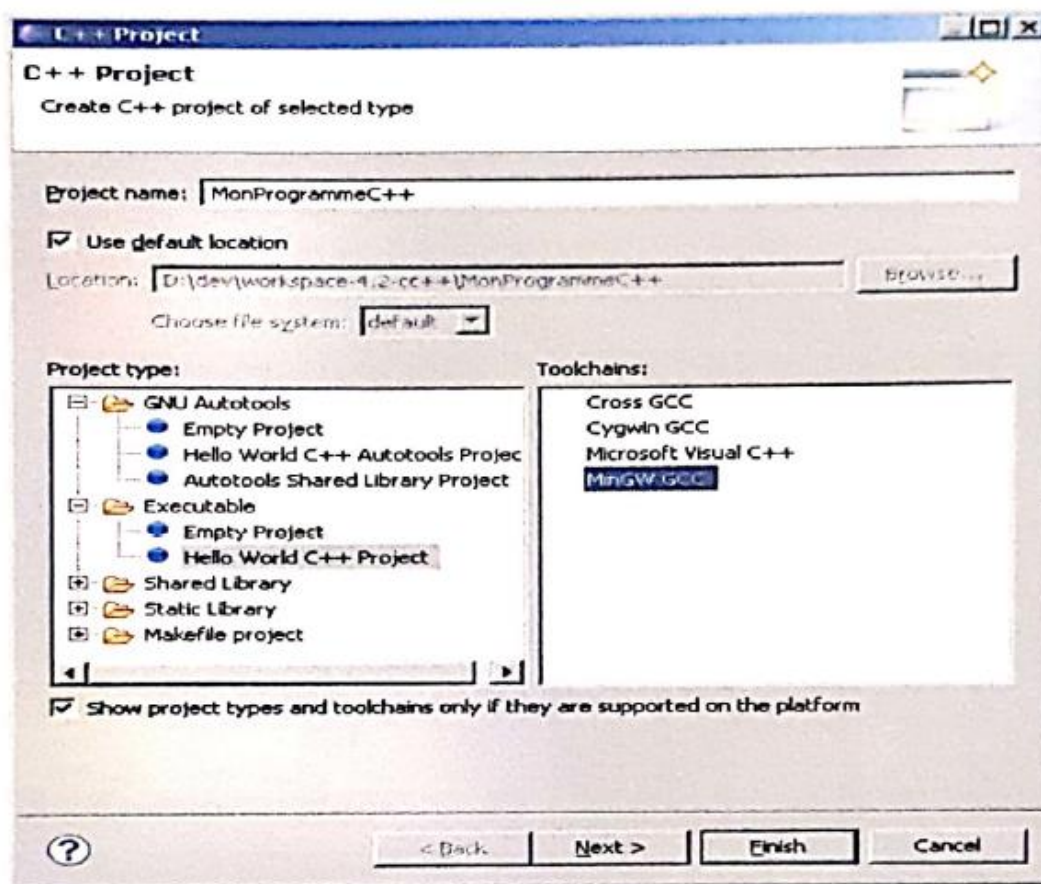 C++ Project
C++ Project
Create C++ project of selected type
Project name: MonProgrammeC++
Use default location
Location: D:\dev\workspace-4.2-cc++\MonProgrammeC++ Browse...
Choose file system: default
Project type:
GNU Autotools
Empty Project
Hello World C++ Autotools Projec
Autotools Shared Library Project
Executable
Empty Project
Hello World C++ Project
Shared Library
Static Library
Makefile project
Toolchains:
Cross GCC
Cygwin GCC
Microsoft Visual C++
MinGW GCC
Show project types and toolchains only if they are supported on the platform
? < Back Next > Finish Cancel